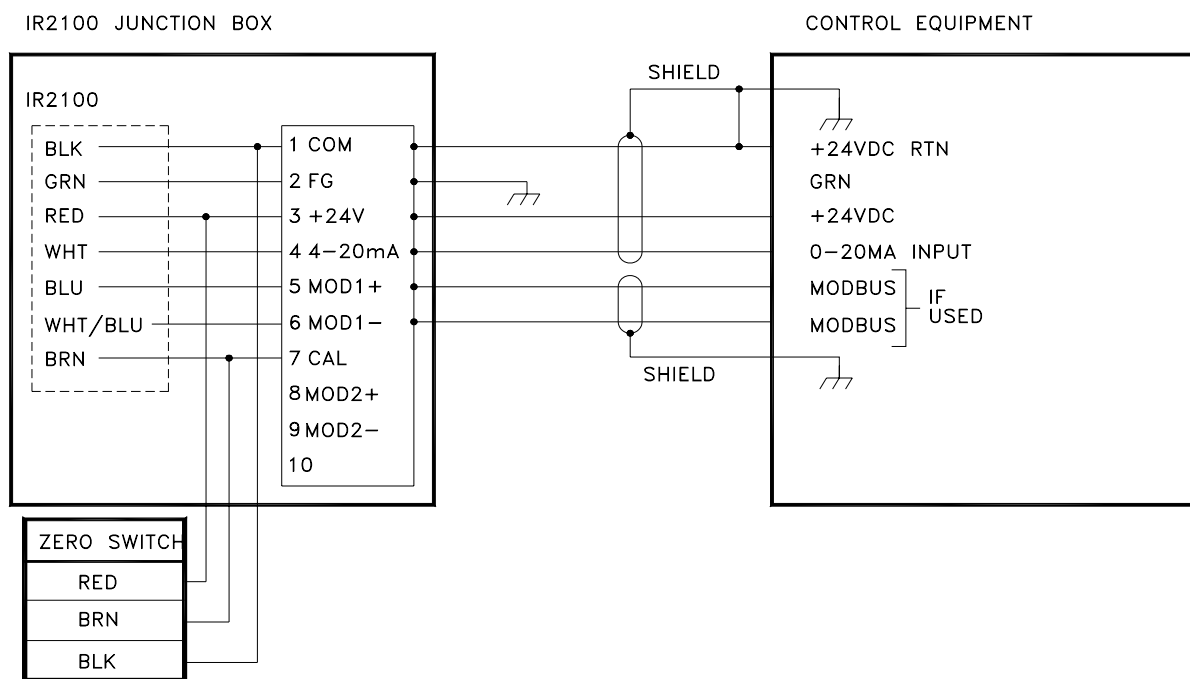 IR2100 JUNCTION BOX
CONTROL EQUIPMENT
SHIELD
IR2100
BLK
GRN
RED
WHT
BLU
WHT/BLU
BRN
1 COM
2 FG
3 +24V
4 4-20mA
5 MOD1+
6 MOD1-
7 CAL
8 MOD2+
9 MOD2-
10
+24VDC RTN
GRN
+24VDC
0-20MA INPUT
MODBUS
MODBUS
IF
USED
SHIELD
ZERO SWITCH
RED
BRN
BLK